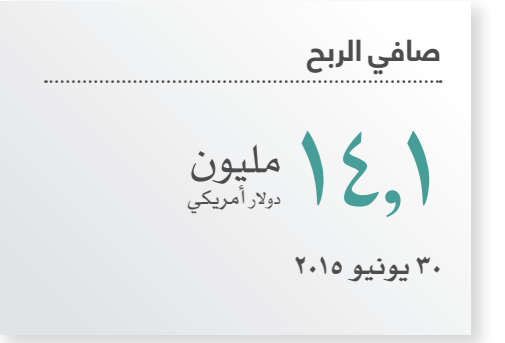 صافي الربح
١٤,١ مليون
دولار أمريكي
٣٠ يونيو ٢٠١٥